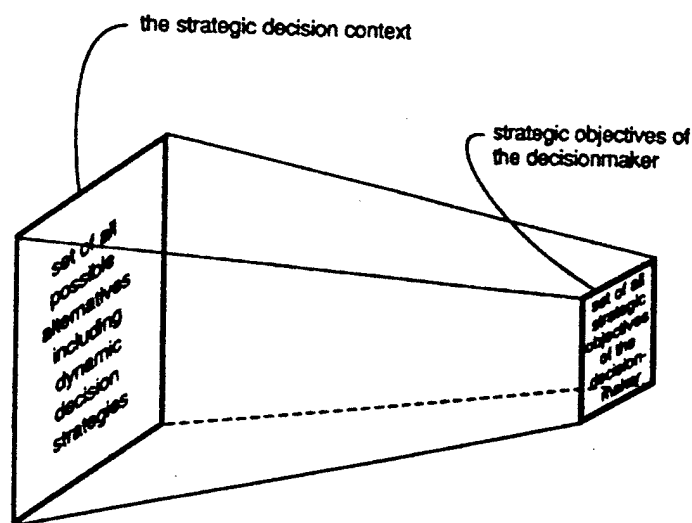 the strategic decision context
strategic objectives of
the decisionmaker
set of all
possible
alternatives
including
dynamic
decision
strategies
set of all
strategic
objectives
of the
decision-
maker